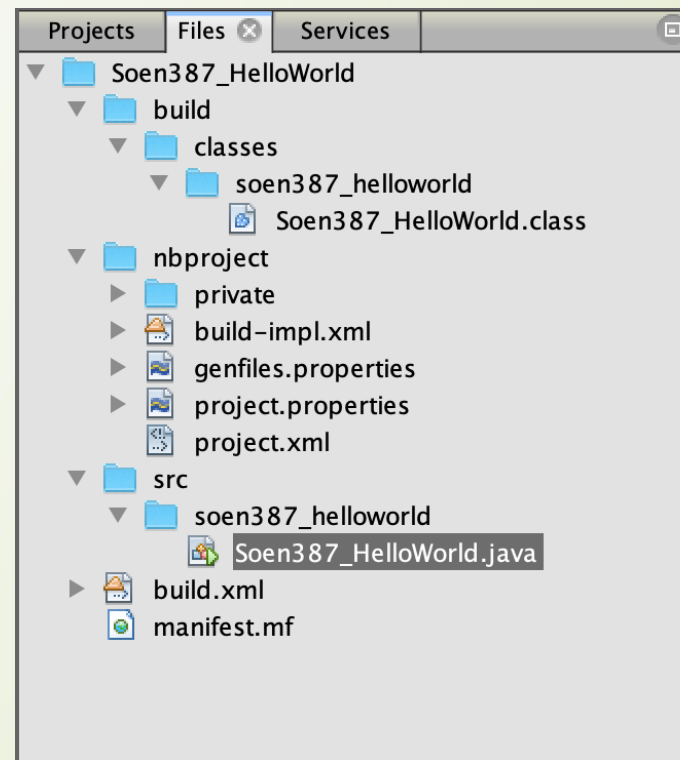 Projects Files Services
Soen387_HelloWorld
build
classes
soen387_helloworld
Soen387_HelloWorld.class
nbproject
private
build-impl.xml
genfiles.properties
project.properties
project.xml
src
soen387_helloworld
Soen387_HelloWorld.java
build.xml
manifest.mf